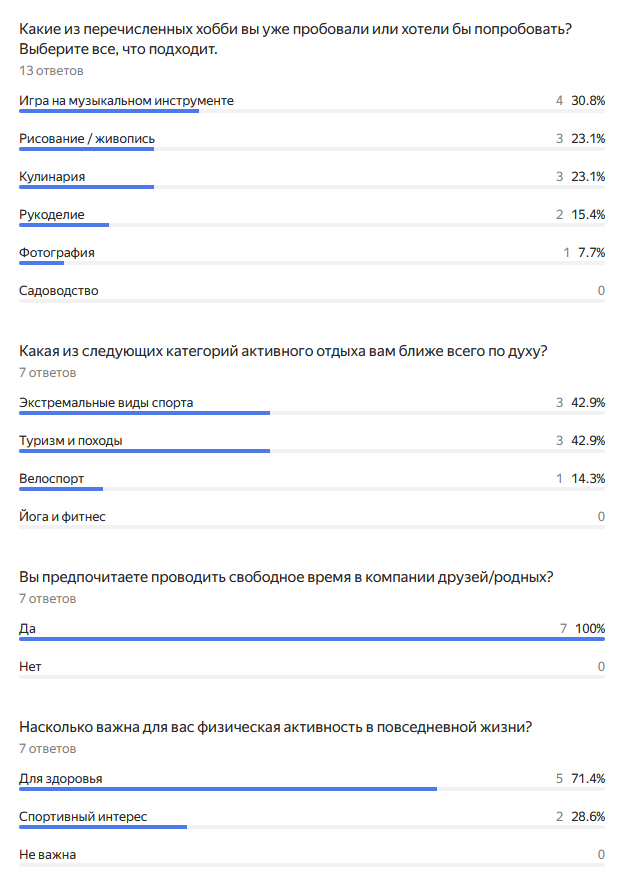 Какие из перечисленных хобби вы уже пробовали или хотели бы попробовать?
Выберите все, что подходит.
13 ответов
Игра на музыкальном инструменте 4 30.8%
Рисование / живопись 3 23.1%
Кулинария 3 23.1%
Рукоделие 2 15.4%
Фотография 1 7.7%
Садоводство 0
Какая из следующих категорий активного отдыха вам ближе всего по духу?
7 ответов
Экстремальные виды спорта 3 42.9%
Туризм и походы 3 42.9%
Велоспорт 1 14.3%
Йога и фитнес 0
Вы предпочитаете проводить свободное время в компании друзей/родных?
7 ответов
Да 7 100%
Нет 0
Насколько важна для вас физическая активность в повседневной жизни?
7 ответов
Для здоровья 5 71.4%
Спортивный интерес 2 28.6%
Не важна 0